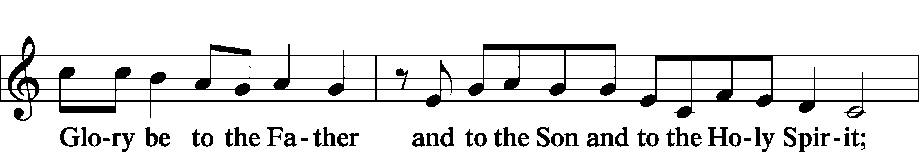 Glo-ry be to the Fa-ther and to the Son and to the Ho-ly Spir-it;